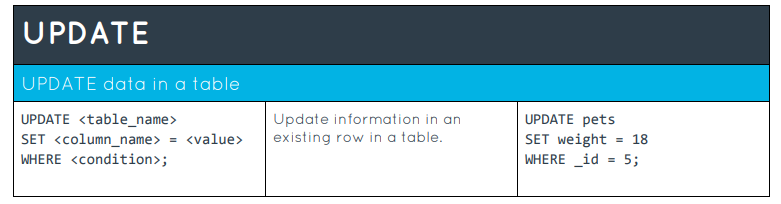 UPDATE
UPDATE data in a table
UPDATE <table_name>
SET <column_name> = <value>
WHERE <condition>;
Update information in an
existing row in a table.
UPDATE pets
SET weight = 18
WHERE _id = 5;